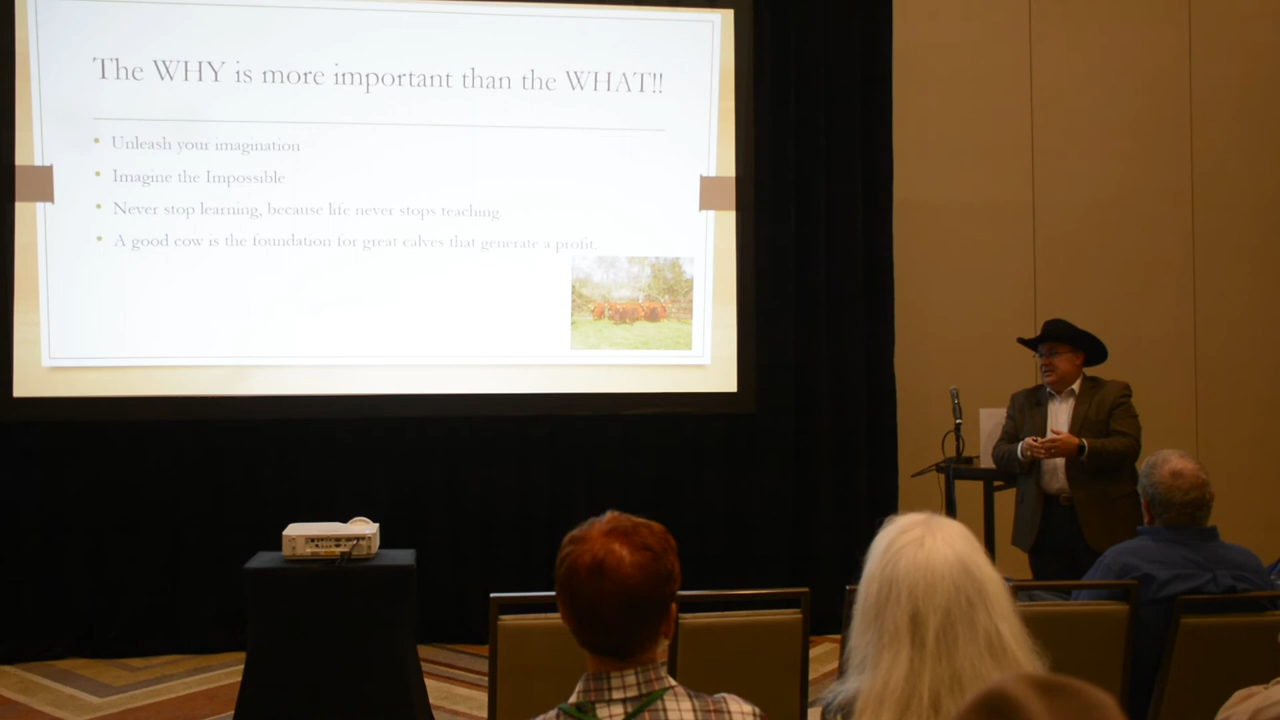 The WHY is more important than the WHAT!!
• Unleash your imagination
• Imagine the Impossible
• Never stop learning, because life never stops teaching
• A good cow is the foundation for great calves that generate a profit.